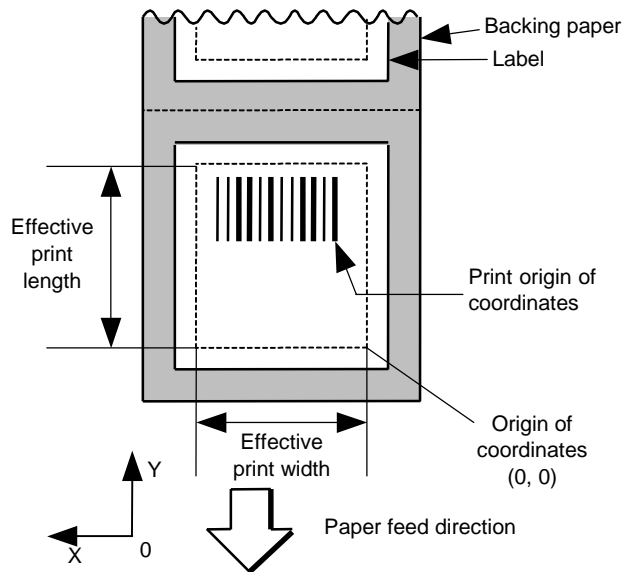 Backing paper
Label
Effective
print
length
Print origin of
coordinates
Effective
print width
Origin of
coordinates
(0, 0)
Y
X
0
Paper feed direction